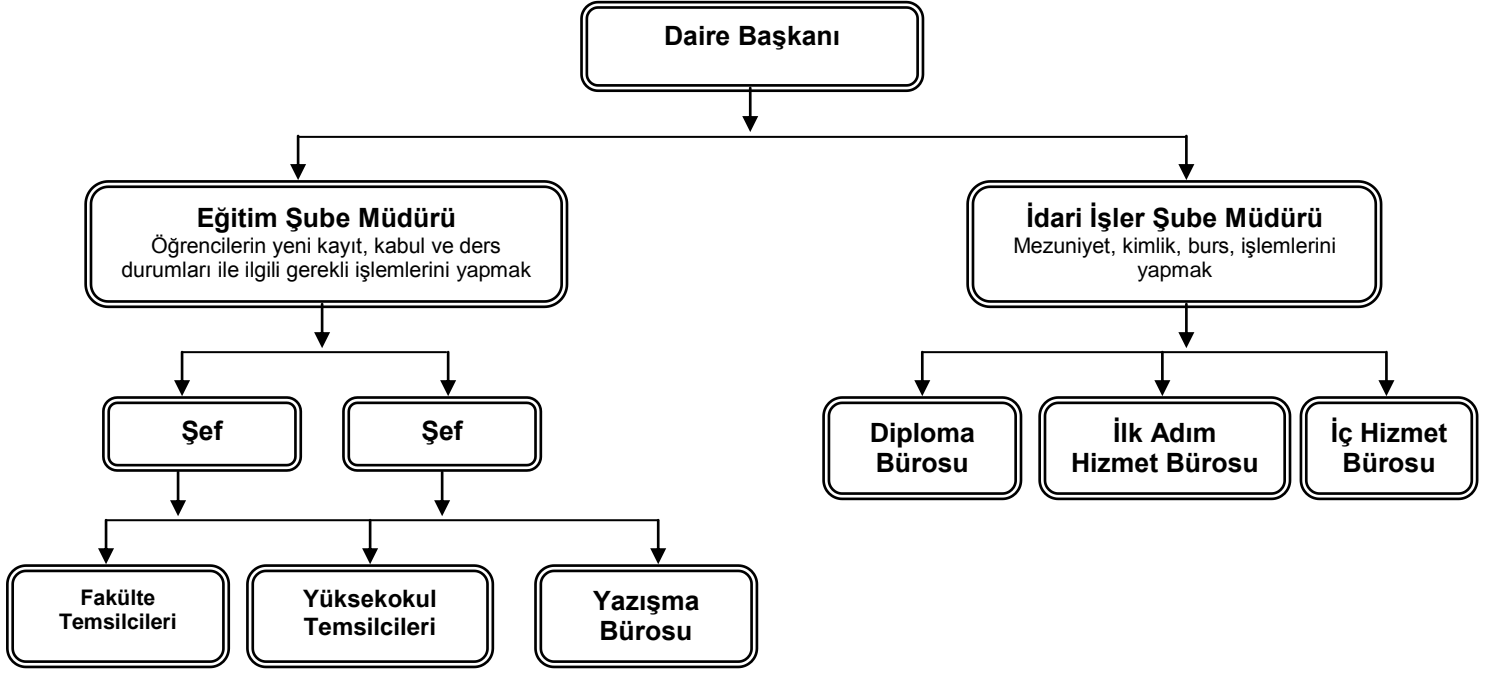 Daire Başkanı
Eğitim Şube Müdürü
Öğrencilerin yeni kayıt, kabul ve ders
durumları ile ilgili gerekli işlemlerini yapmak
İdari İşler Şube Müdürü
Mezuniyet, kimlik, burs, işlemlerini
yapmak
Şef
Şef
Diploma
Bürosu
İlk Adım
Hizmet Bürosu
İç Hizmet
Bürosu
Fakülte
Temsilcileri
Yüksekokul
Temsilcileri
Yazışma
Bürosu